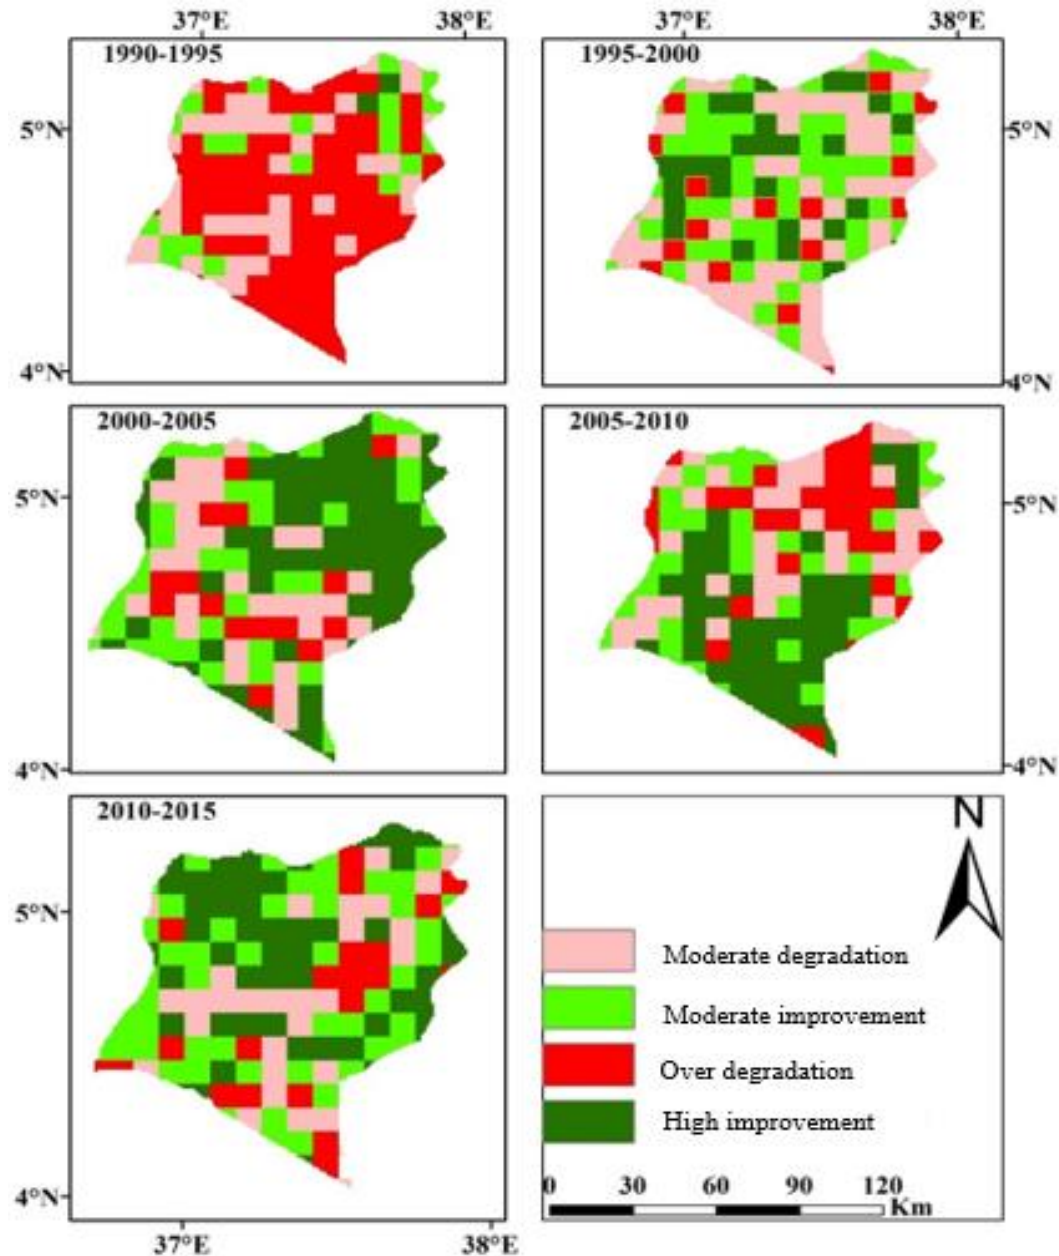 37°E 38°E 37°E 38°E
1990-1995 1995-2000
5°N 5°N
4°N 4°N
2000-2005 2005-2010
5°N 5°N
4°N 4°N
2010-2015
N
5°N
Moderate degradation
Moderate improvement
Over degradation
High improvement
4°N
0 30 60 90 120
Km
37°E 38°E